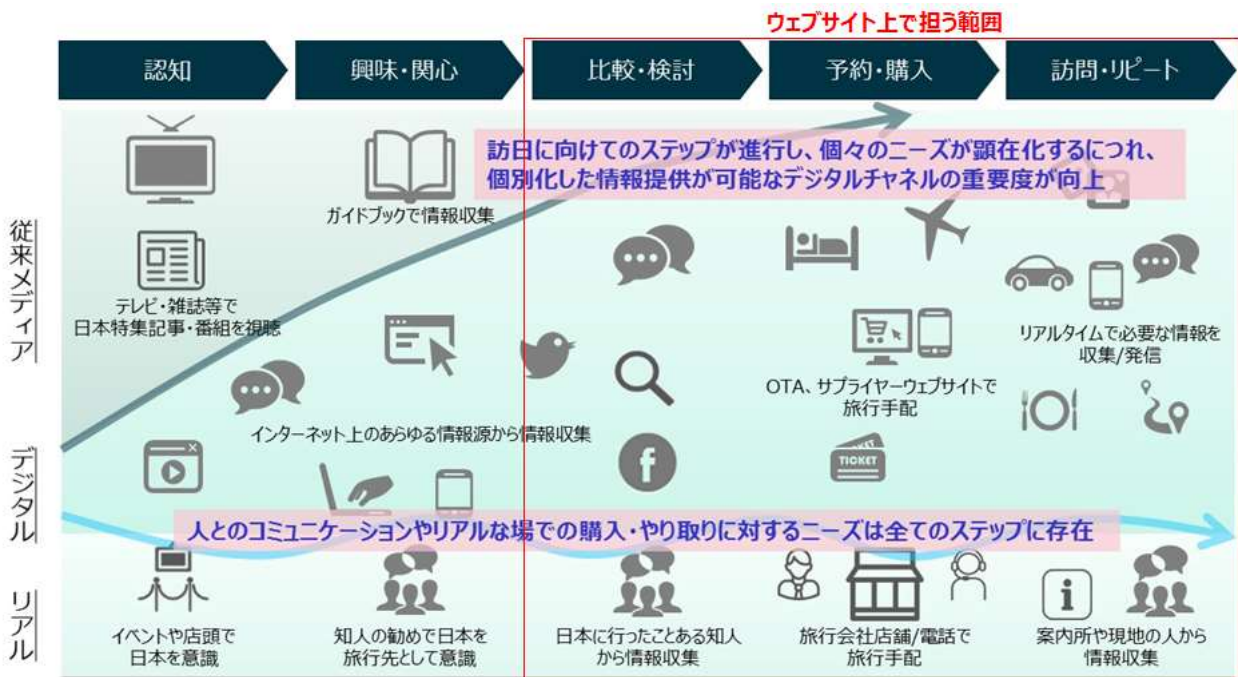 ウェブサイト上で担う範囲
認知
興味・関心
比較・検討
予約・購入
訪問・リピート
訪日に向けてのステップが進行し、個々のニーズが顕在化するにつれ、
個別化した情報提供が可能なデジタルチャネルの重要度が向上
従来メディア
ガイドブックで情報収集
テレビ・雑誌等で
日本特集記事・番組を視聴
リアルタイムで必要な情報を
収集/発信
OTA、サプライヤーウェブサイトで
旅行手配
インターネット上のあらゆる情報源から情報収集
デジタル
TICKET
TICKET
人とのコミュニケーションやリアルな場での購入・やり取りに対するニーズは全てのステップに存在
リアル
イベントや店頭で
日本を意識
知人の勧めで日本を
旅行先として意識
日本に行ったことある知人
から情報収集
旅行会社店舗/電話で
旅行手配
案内所や現地の人から
情報収集